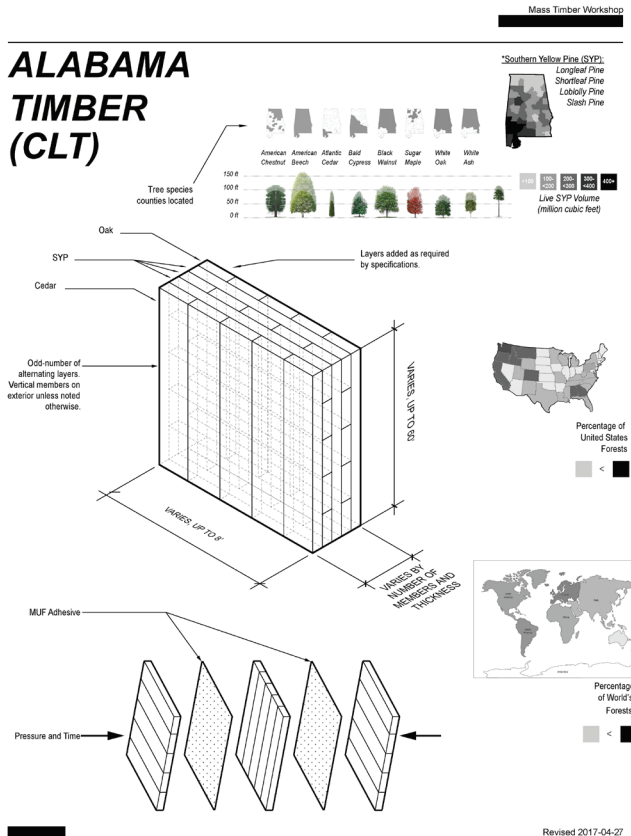 Mass Timber Workshop
ALABAMA
TIMBER
(CLT)
*Southern Yellow Pine (SYP):
Longleaf Pine
Shortleaf Pine
Loblolly Pine
Slash Pine
American
Chestnut
American
Beech
Atlantic
Cedar
Bald
Cypress
Black
Walnut
Sugar
Maple
White
Oak
White
Ash
Tree species
counties located
150 ft
100 ft
50 ft
0 ft
<100
100-
<200
200-
<300
300-
<400
400+
Live SYP Volume
(million cubic feet)
Oak
SYP
Cedar
Layers added as required
by specifications.
Odd-number of
alternating layers.
Vertical members on
exterior unless noted
otherwise.
VARIES, UP TO 60'
VARIES, UP TO 8'
VARIES BY
NUMBER OF
MEMBERS AND
THICKNESS
Percentage of
United States
Forests
<
MUF Adhesive
Pressure and Time
Percentage
of World's
Forests
<
Revised 2017-04-27